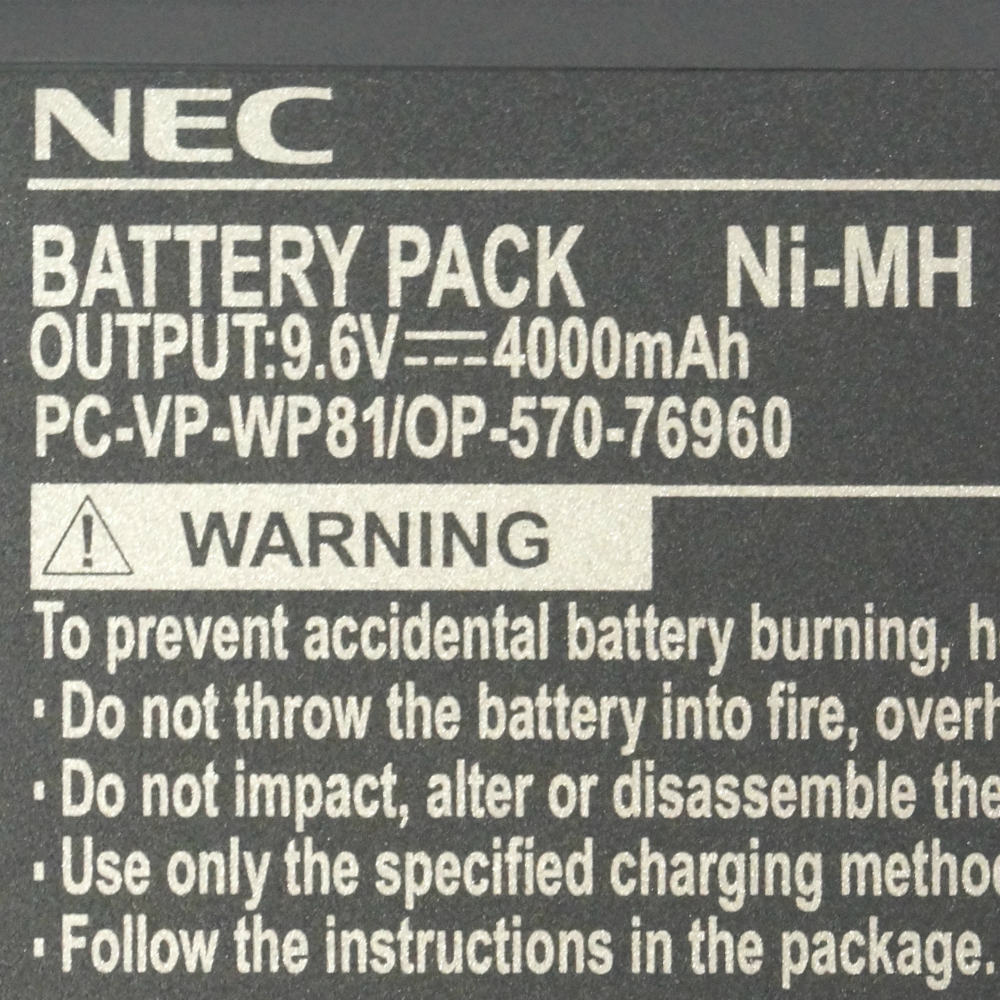 NEC
BATTERY PACK Ni-MH
OUTPUT:9.6V⎓4000mAh
PC-VP-WP81/OP-570-76960
WARNING
To prevent accidental battery burning,
· Do not throw the battery into fire,
· Do not impact, alter or disassemble the
· Use only the specified charging
· Follow the instructions in the package.